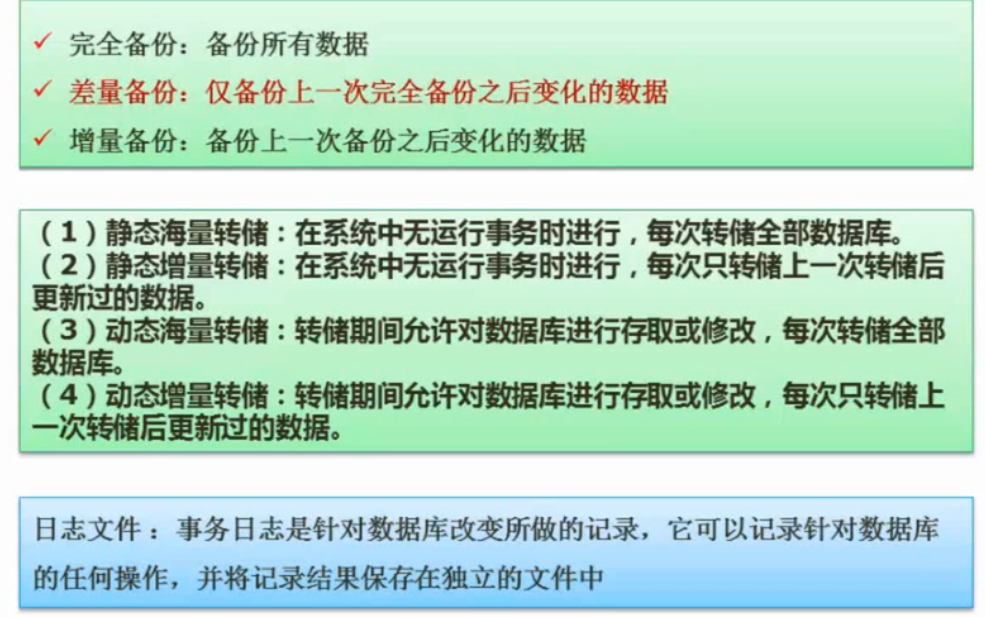 ✓ 完全备份：备份所有数据
✓ 差量备份：仅备份上一次完全备份之后变化的数据
✓ 增量备份：备份上一次备份之后变化的数据
（1）静态海量转储：在系统中无运行事务时进行，每次转储全部数据库。
（2）静态增量转储：在系统中无运行事务时进行，每次只转储上一次转储后
更新过的数据。
（3）动态海量转储：转储期间允许对数据库进行存取或修改，每次转储全部
数据库。
（4）动态增量转储：转储期间允许对数据库进行存取或修改，每次只转储上
一次转储后更新过的数据。
日志文件：事务日志是针对数据库改变所做的记录，它可以记录针对数据库
的任何操作，并将记录结果保存在独立的文件中